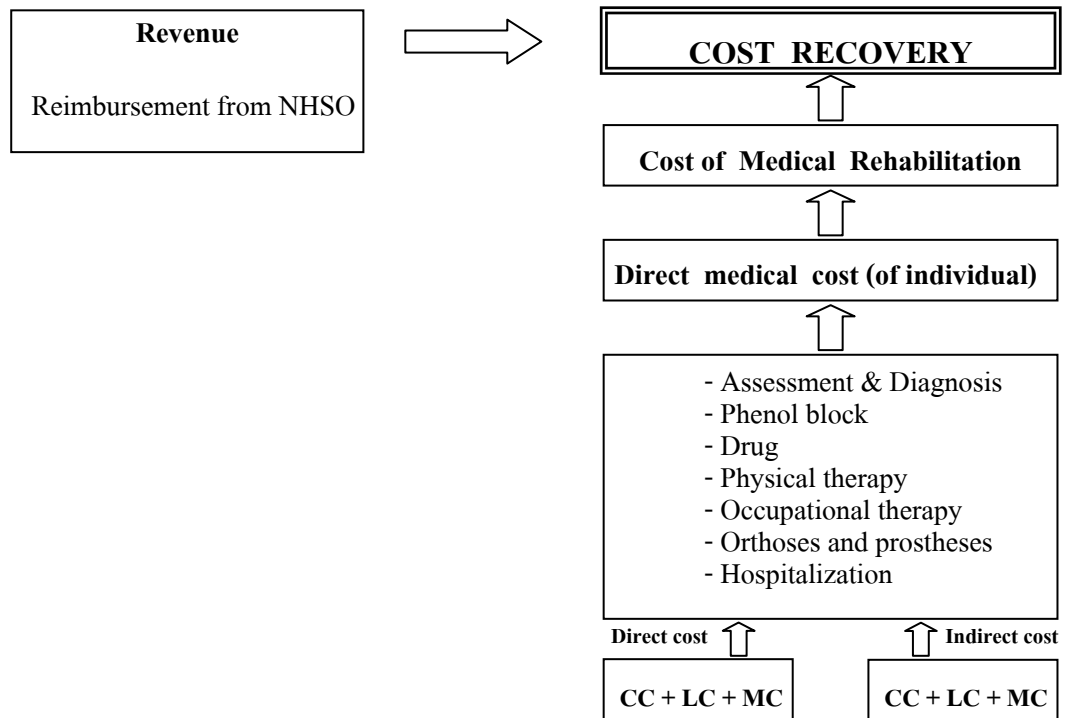 Revenue
Reimbursement from NHSO
COST RECOVERY
Cost of Medical Rehabilitation
Direct medical cost (of individual)
- Assessment & Diagnosis
- Phenol block
- Drug
- Physical therapy
- Occupational therapy
- Orthoses and prostheses
- Hospitalization
Direct cost
Indirect cost
CC + LC + MC
CC + LC + MC